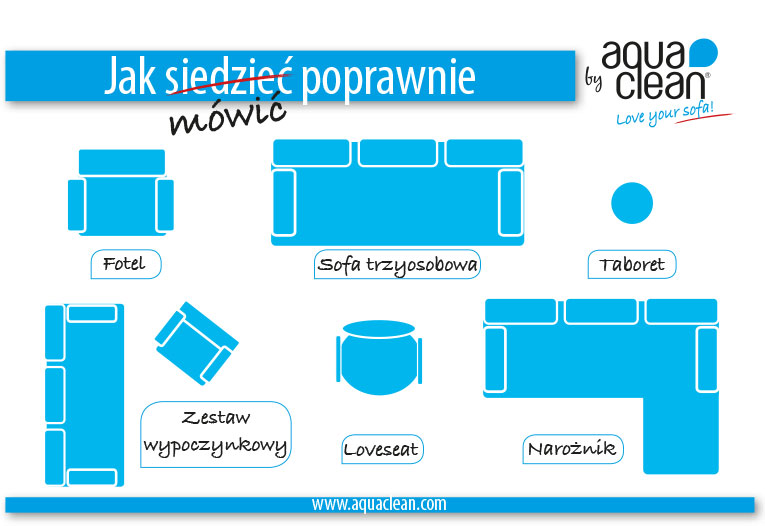 Jak siedzieć poprawnie
mówić
by aqua clean®
Love your sofa!
Fotel
Sofa trzyosobowa
Taboret
Zestaw
wypoczynkowy
Loveseat
Narożnik
www.aquaclean.com